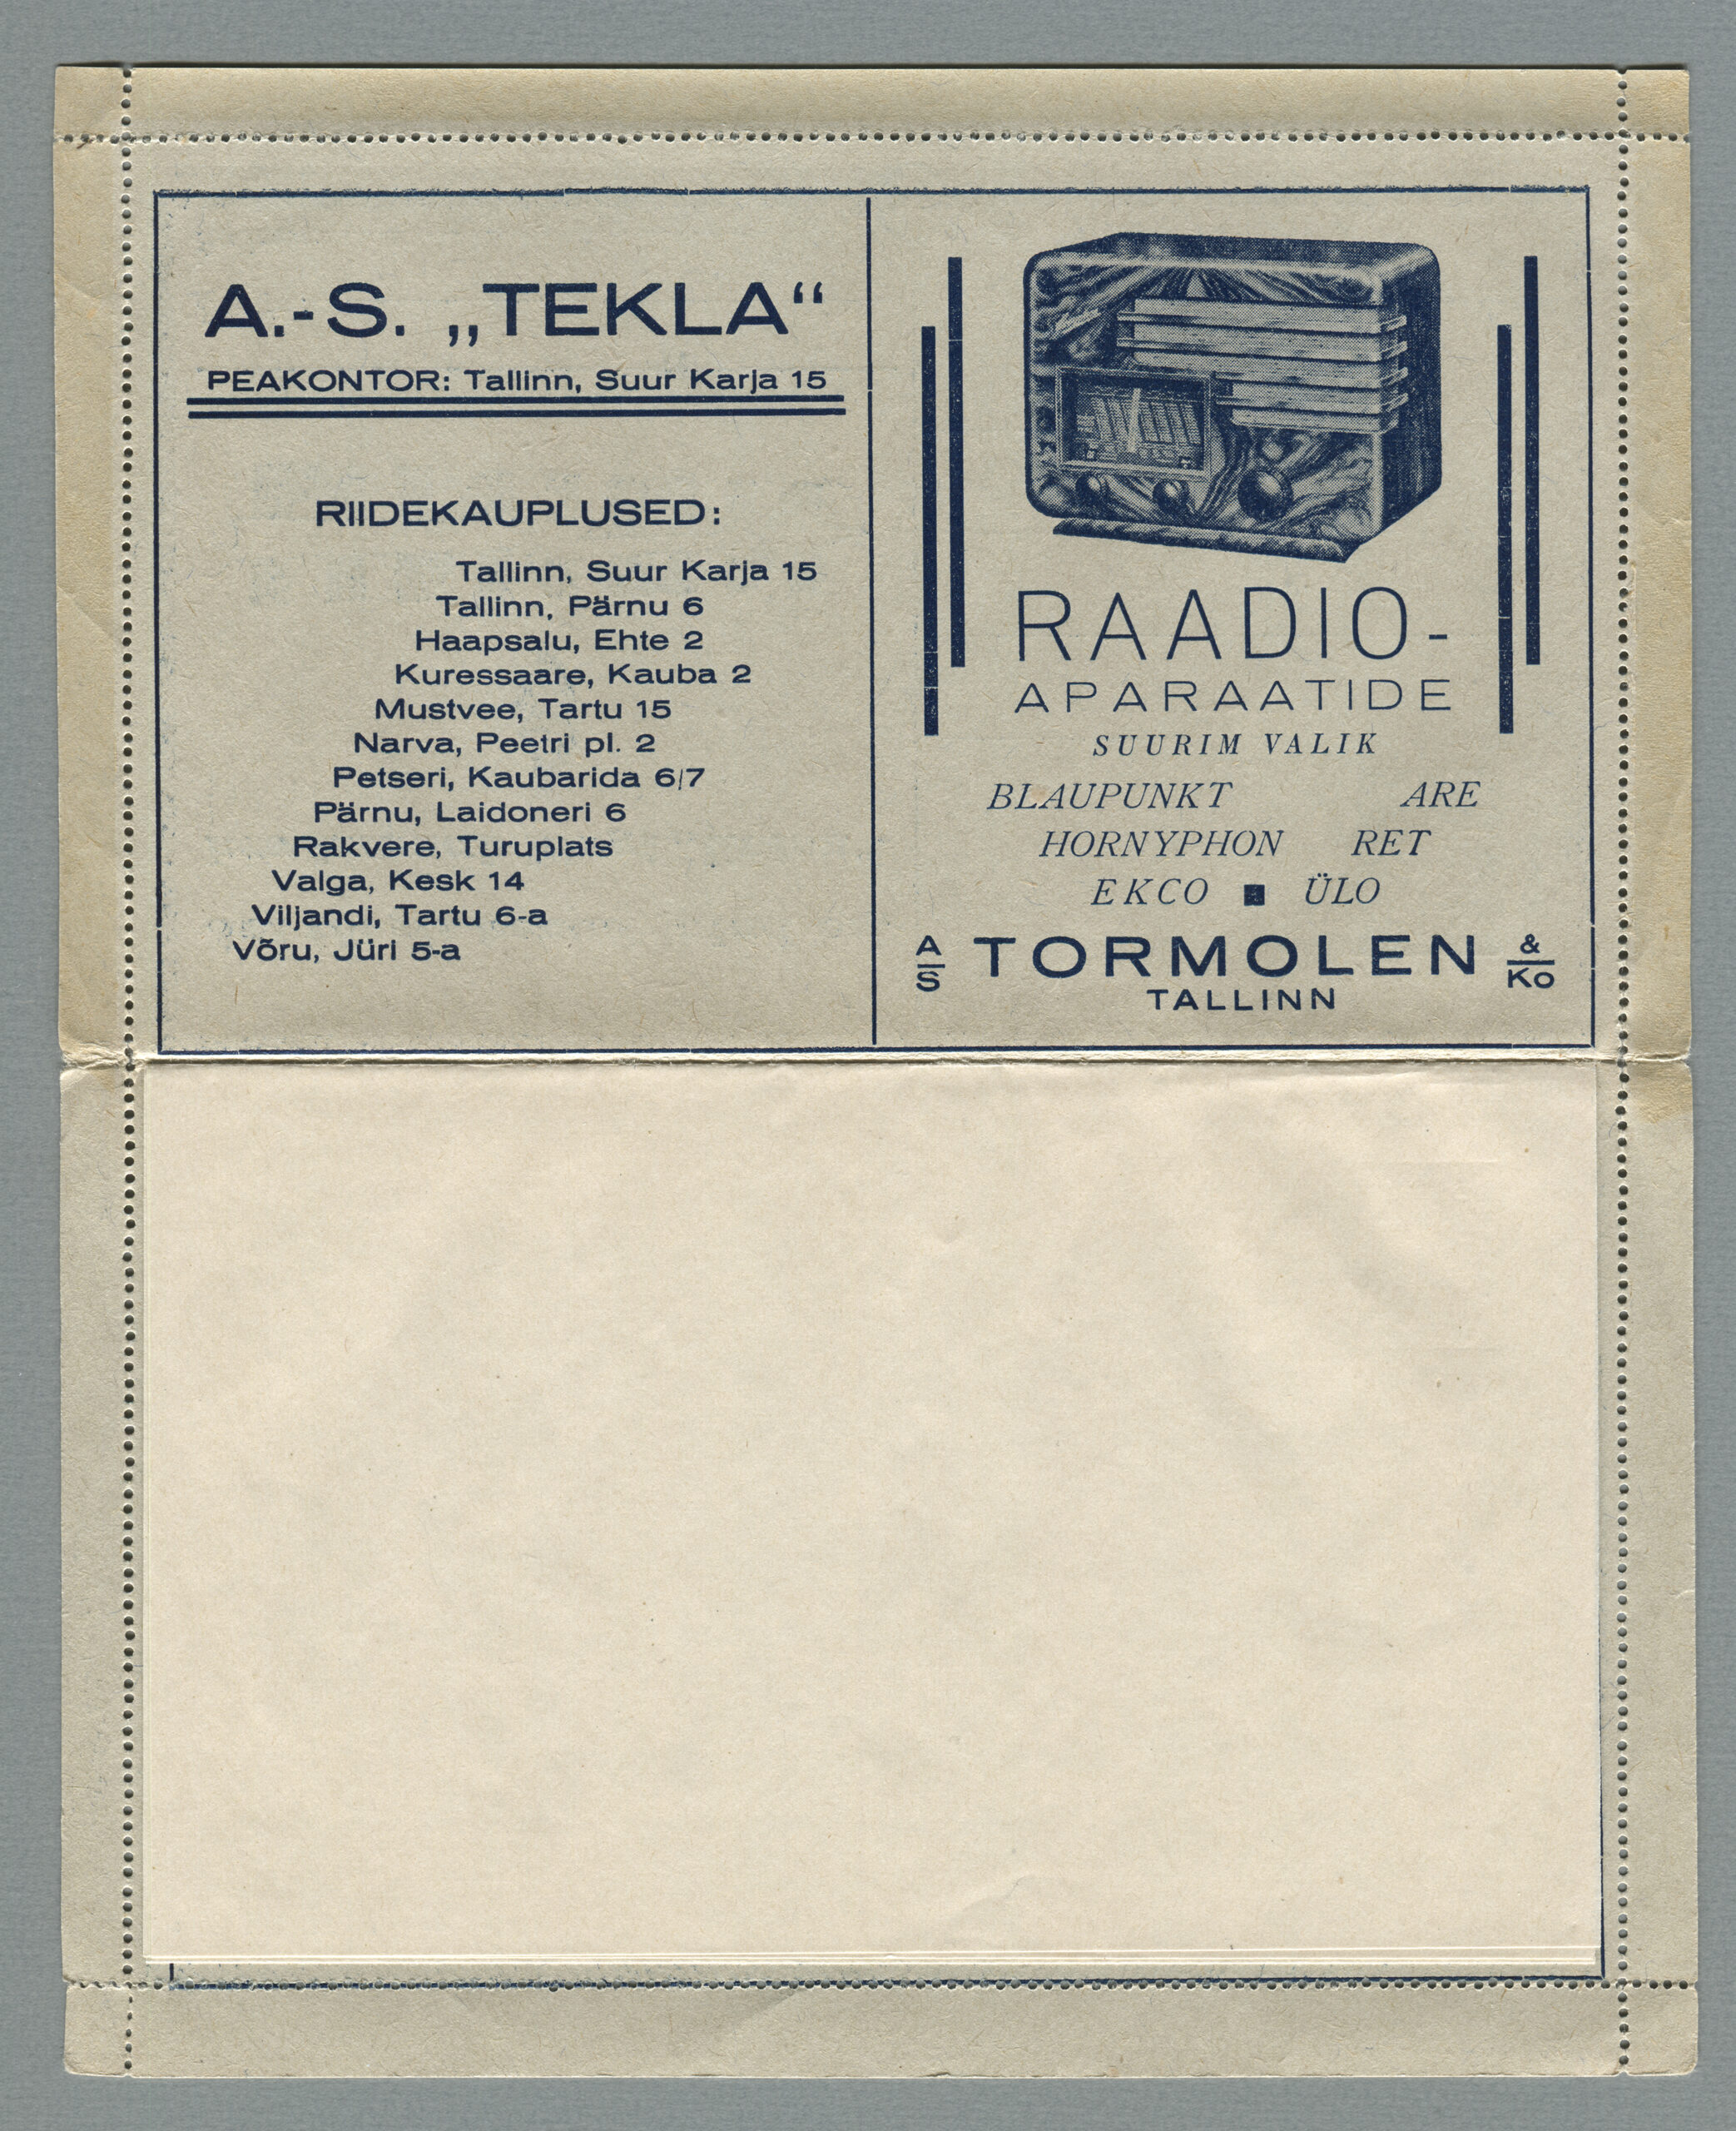 A.-S. „TEKLA“
PEAKONTOR: Tallinn, Suur Karja 15
RIIDEKAUPLUSED:
Tallinn, Suur Karja 15
Tallinn, Pärnu 6
Haapsalu, Ehte 2
Kuressaare, Kauba 2
Mustvee, Tartu 15
Narva, Peetri pl. 2
Petseri, Kaubarida 6/7
Pärnu, Laidoneri 6
Rakvere, Turuplats
Valga, Kesk 14
Viljandi, Tartu 6-a
Võru, Jüri 5-a
RAADIO-
APARAATIDE
SUURIM VALIK
BLAUPUNKT ARE
HORNYPHON RET
EKCO ■ ÜLO
A/S TORMOLEN & Ko
TALLINN